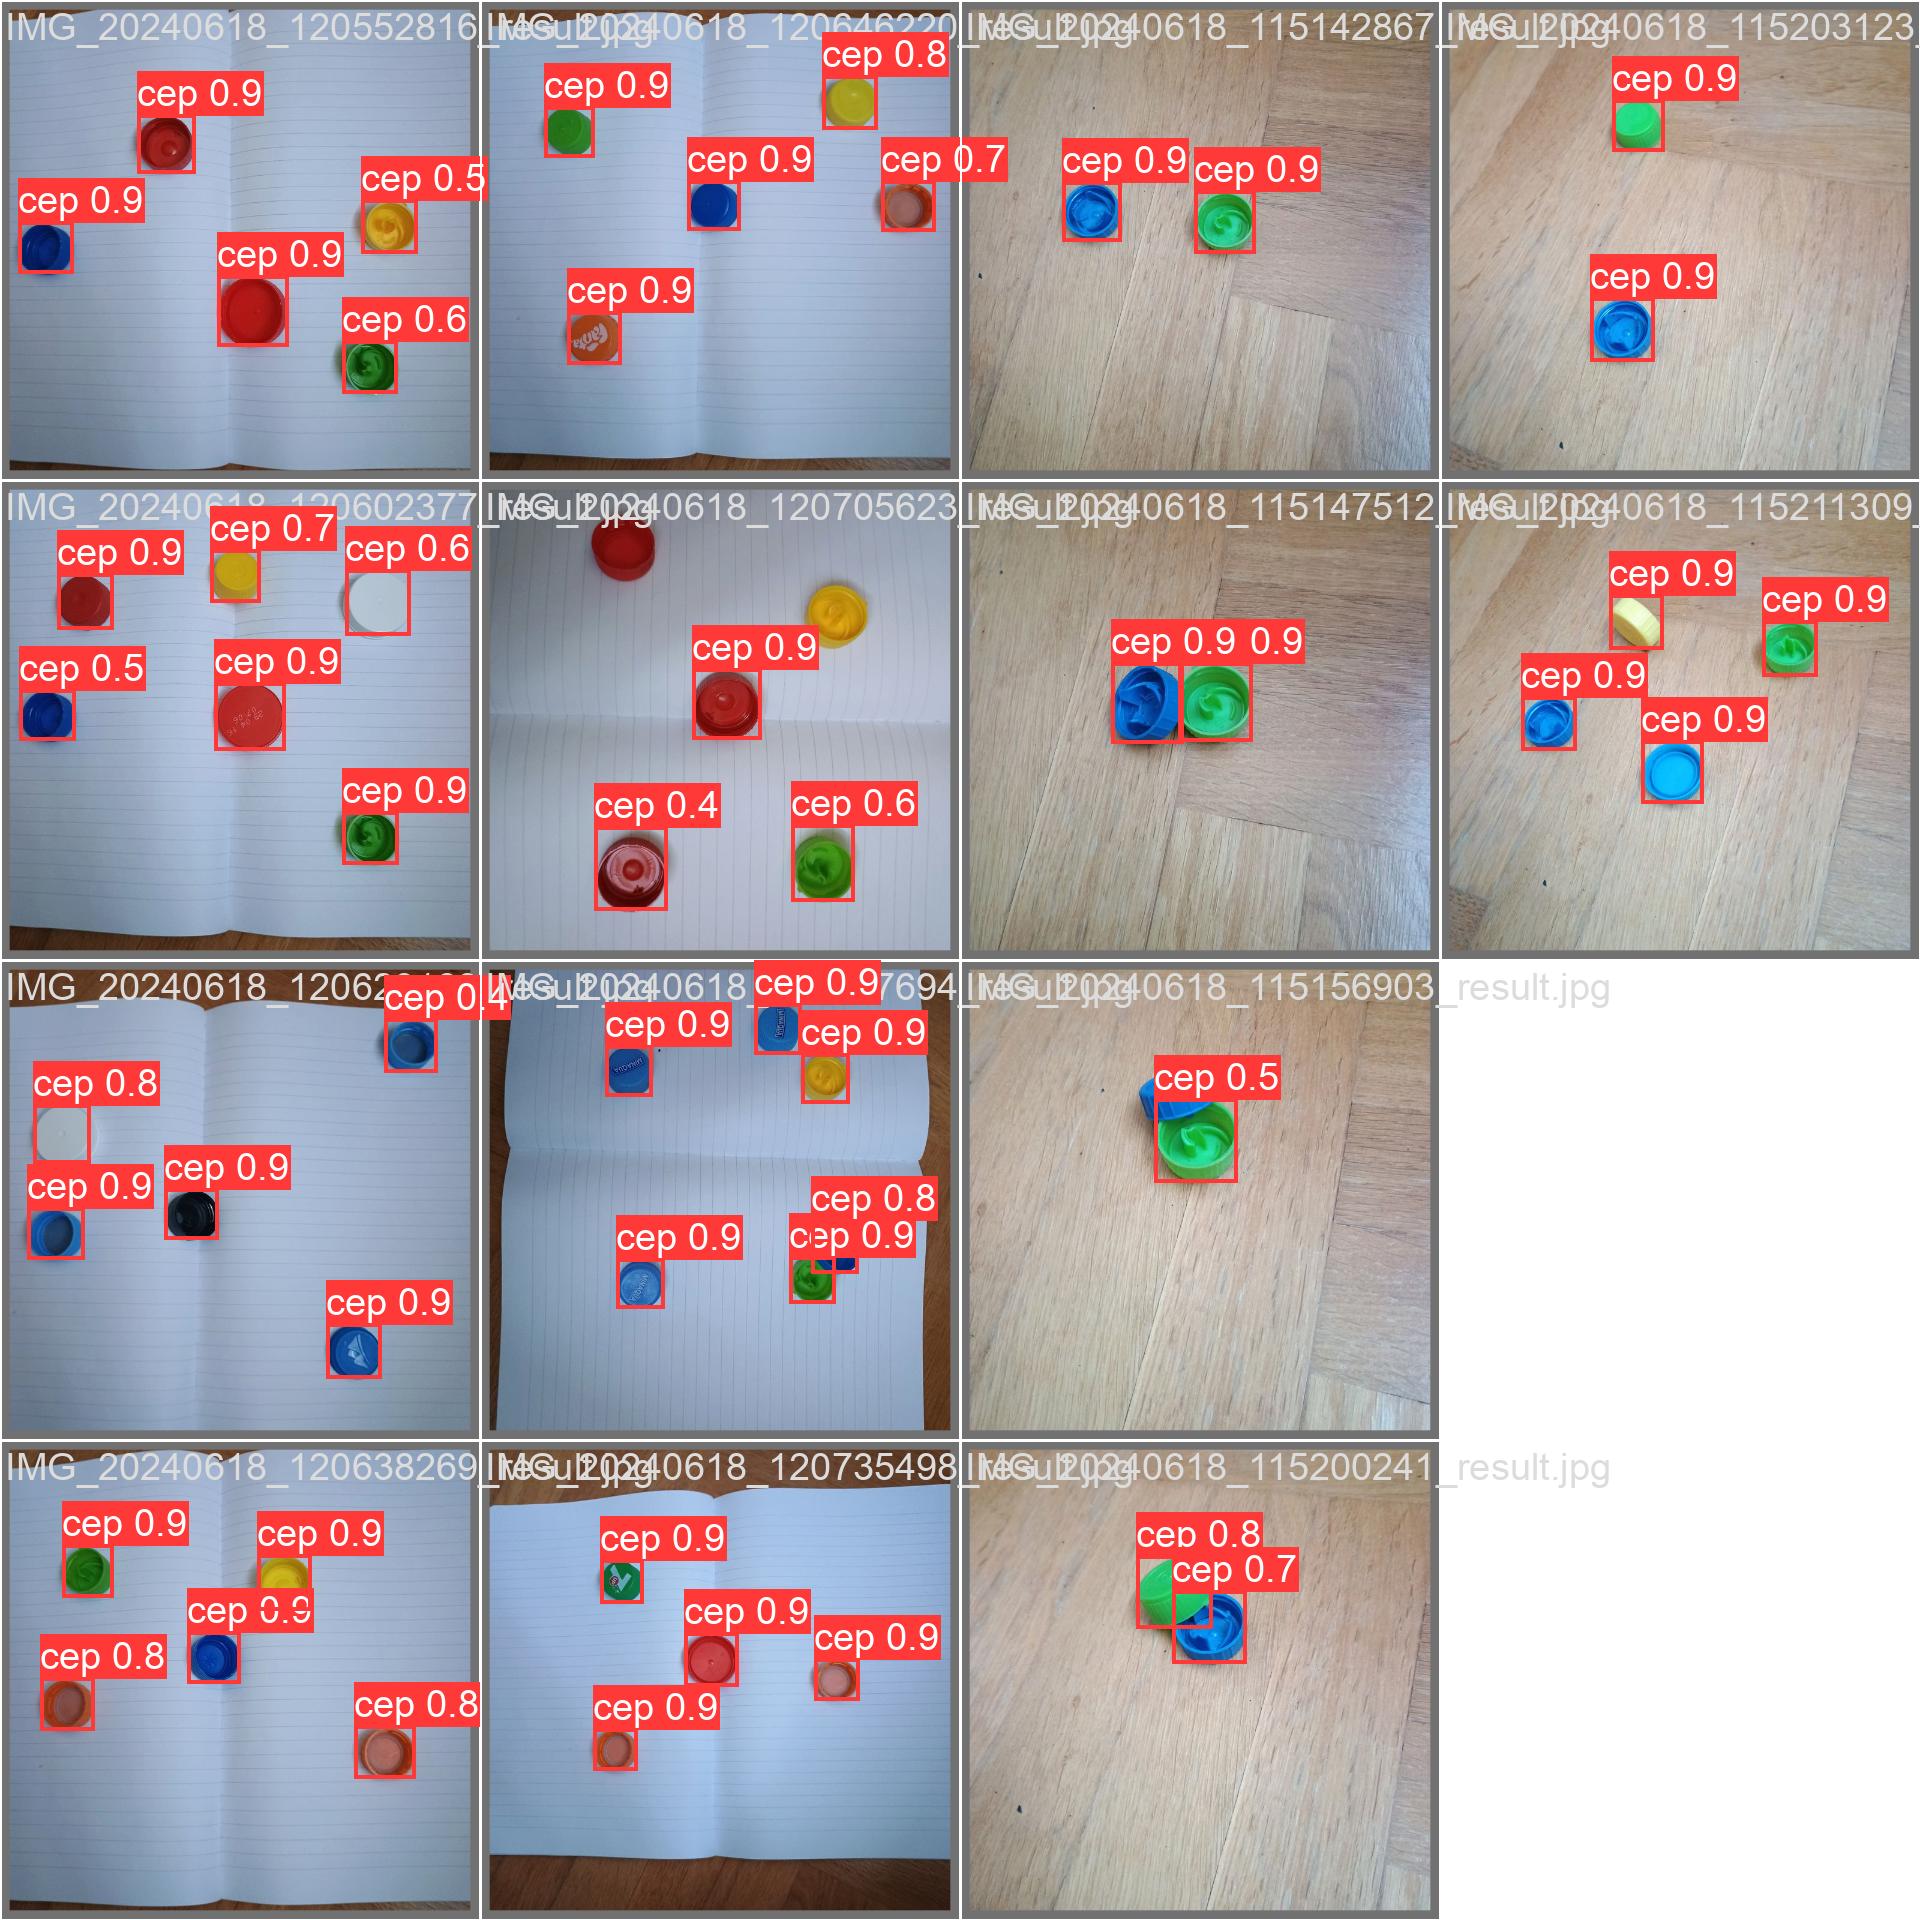 IMG_20240618_120552816_result.jpg
cep 0.9
cep 0.9
cep 0.5
cep 0.9
cep 0.6
IMG_20240618_120646220_result.jpg
cep 0.8
cep 0.9
cep 0.9
cep 0.7
cep 0.9
Fanta
IMG_20240618_115142867_result.jpg
cep 0.9
cep 0.9
IMG_20240618_115203123_
cep 0.9
cep 0.9
IMG_20240618_120602377_result.jpg
cep 0.7
cep 0.9
cep 0.6
cep 0.5
cep 0.9
cep 0.9
IMG_20240618_120705623_result.jpg
cep 0.9
cep 0.4
cep 0.6
IMG_20240618_115147512_result.jpg
cep 0.9
0.9
IMG_20240618_115211309_
cep 0.9
cep 0.9
cep 0.9
cep 0.9
cep 0.4
cep 0.8
cep 0.9
cep 0.9
cep 0.9
cep 0.9
cep 0.9
cep 0.9
MINAQUA
cep 0.8
cep 0.9
cep 0.9
IMG_20240618_115156903_result.jpg
cep 0.5
IMG_20240618_120638269_result.jpg
cep 0.9
cep 0.9
cep 0.9
cep 0.8
cep 0.8
IMG_20240618_120735498_result.jpg
cep 0.9
cep 0.9
cep 0.9
cep 0.9
IMG_20240618_115200241_result.jpg
cep 0.8
cep 0.7